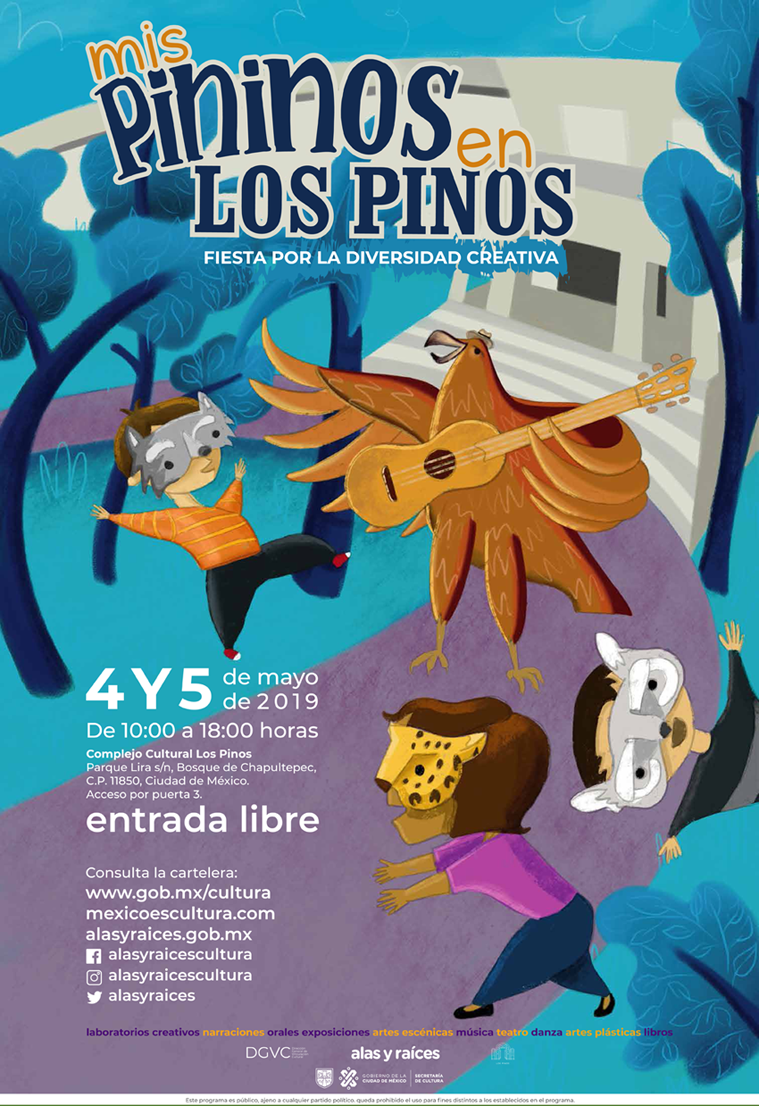 mis
Pininos en
LOS PINOS
FIESTA POR LA DIVERSIDAD CREATIVA
4 Y 5 de mayo
de 2019
De 10:00 a 18:00 horas
Complejo Cultural Los Pinos
Parque Lira s/n, Bosque de Chapultepec,
C.P. 11850, Ciudad de México.
Acceso por puerta 3.
entrada libre
Consulta la cartelera:
www.gob.mx/cultura
mexicoescultura.com
alasyraices.gob.mx
alasyraicescultura
alasyraicescultura
alasyraices
laboratorios creativos narraciones orales exposiciones artes escénicas música teatro danza artes plásticas libros
DGVC
alas y raíces
GOBIERNO DE LA
CIUDAD DE MÉXICO
SECRETARÍA
DE CULTURA
Este programa es público, ajeno a cualquier partido político. queda prohibido el uso para fines distintos a los establecidos en el programa.